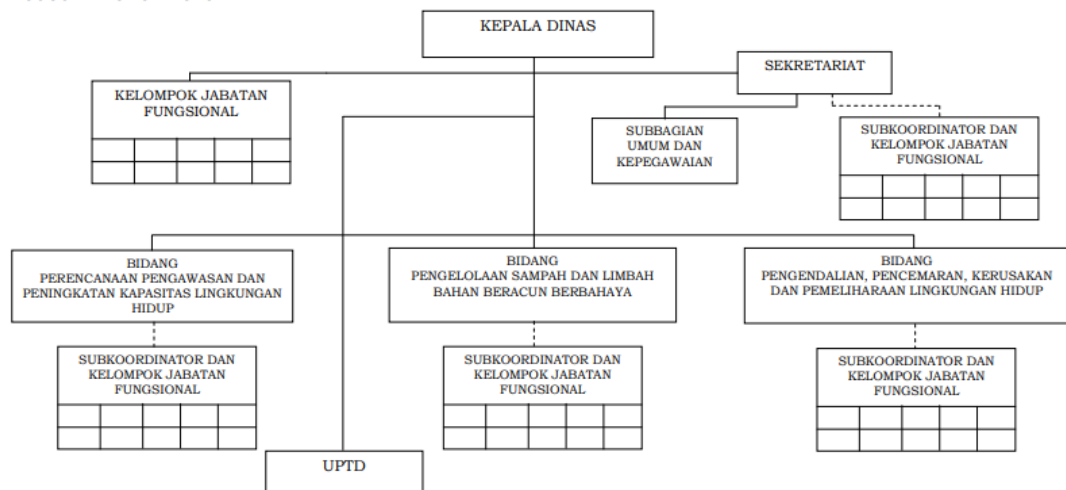 KEPALA DINAS
SEKRETARIAT
KELOMPOK JABATAN
FUNGSIONAL
SUBBAGIAN
UMUM DAN
KEPEGAWAIAN
SUBKOORDINATOR DAN
KELOMPOK JABATAN
FUNGSIONAL
BIDANG
PERENCANAAN PENGAWASAN DAN
PENINGKATAN KAPASITAS LINGKUNGAN
HIDUP
BIDANG
PENGELOLAAN SAMPAH DAN LIMBAH
BAHAN BERACUN BERBAHAYA
BIDANG
PENGENDALIAN, PENCEMARAN, KERUSAKAN
DAN PEMELIHARAAN LINGKUNGAN HIDUP
SUBKOORDINATOR DAN
KELOMPOK JABATAN
FUNGSIONAL
SUBKOORDINATOR DAN
KELOMPOK JABATAN
FUNGSIONAL
SUBKOORDINATOR DAN
KELOMPOK JABATAN
FUNGSIONAL
UPTD